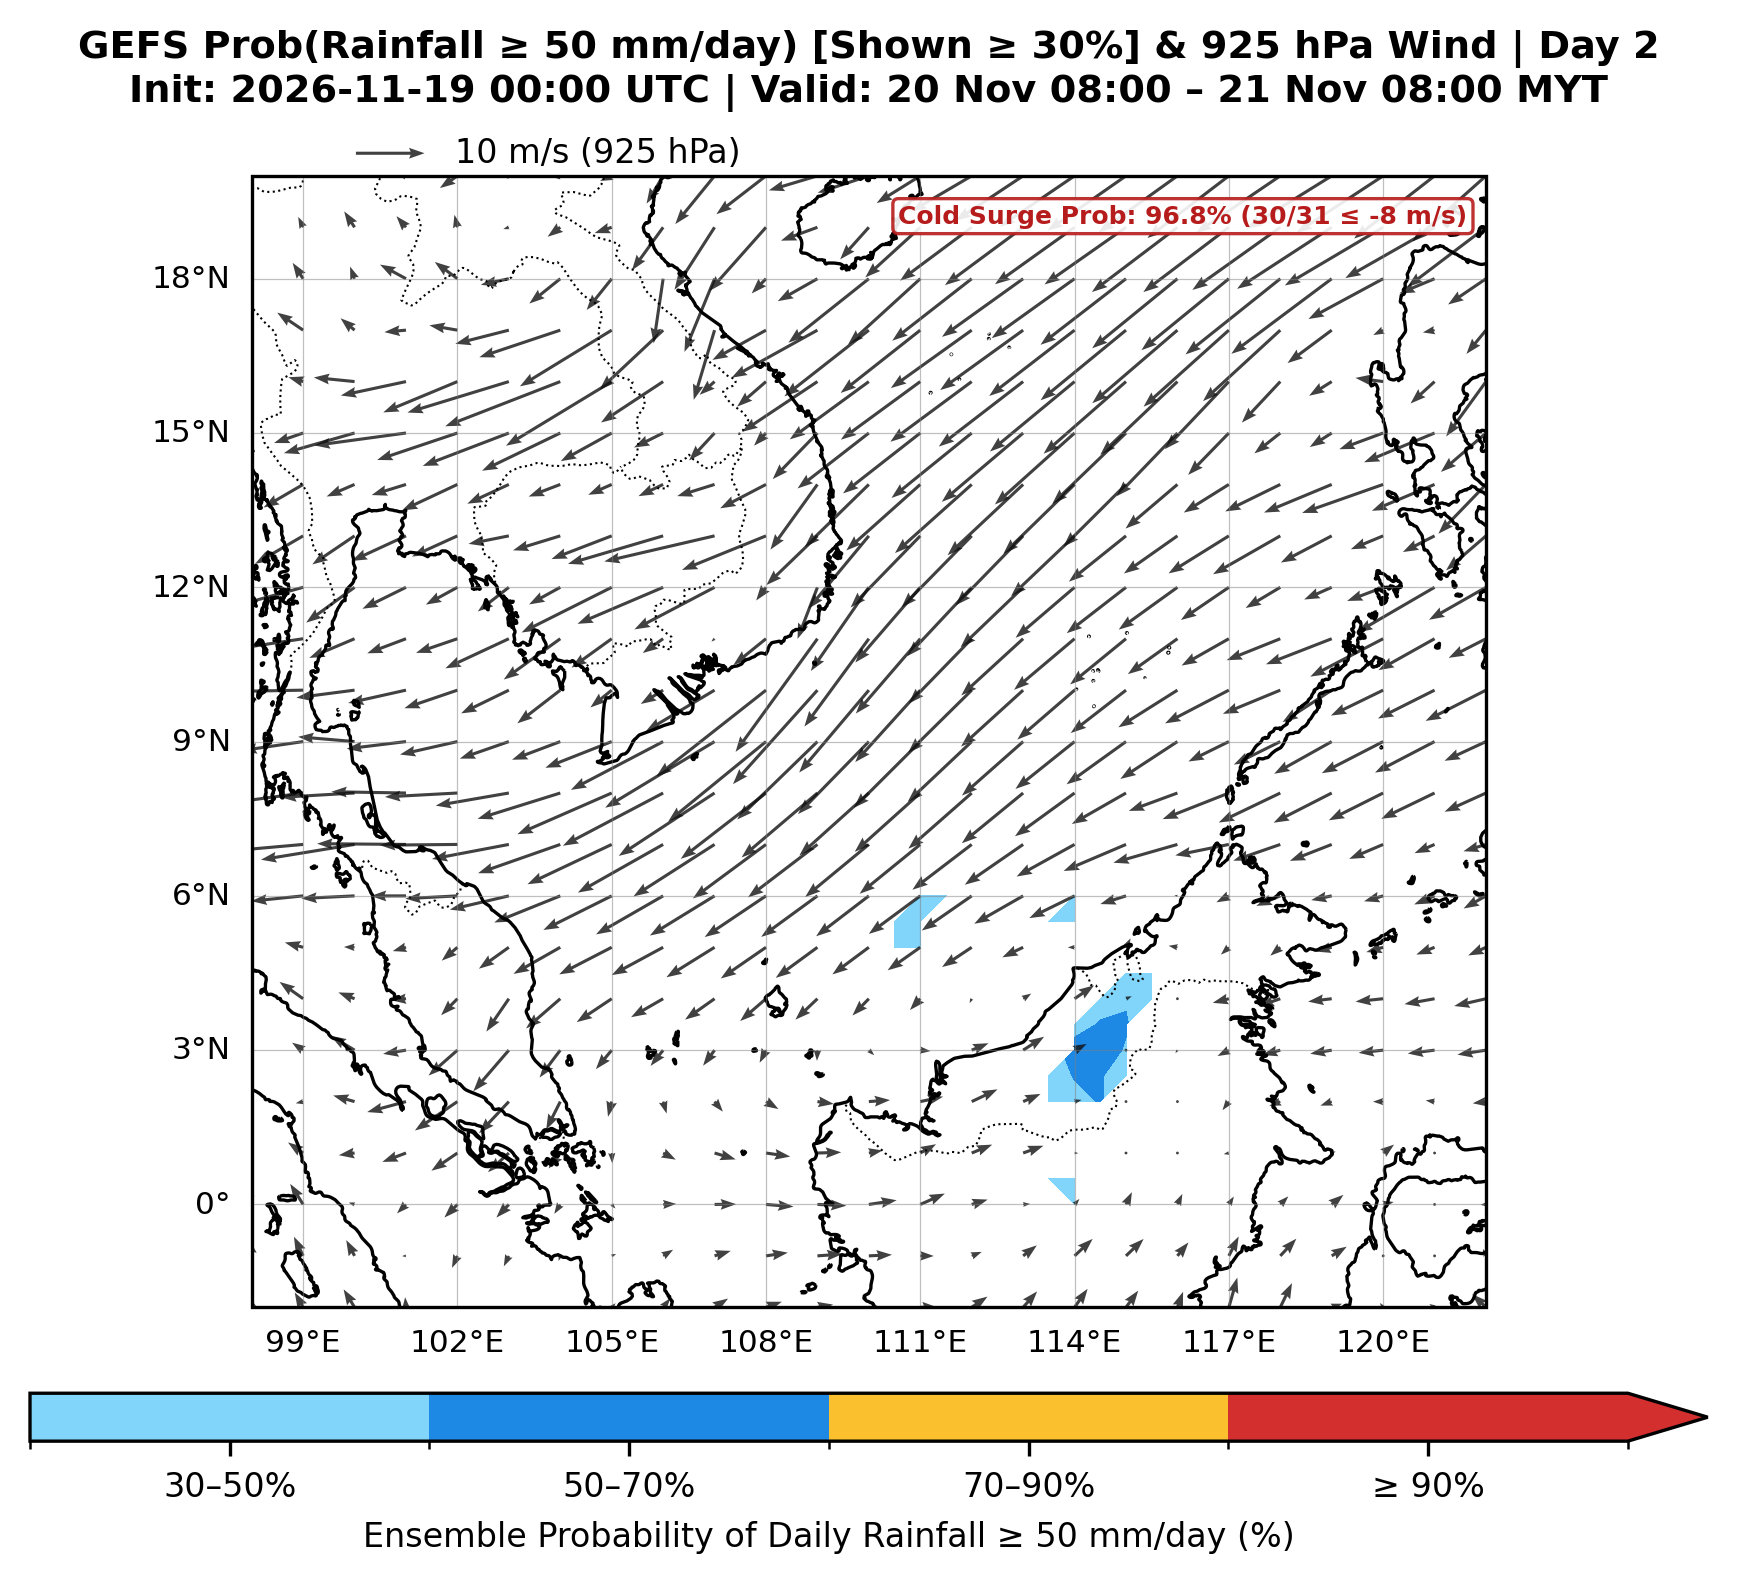 GEFS Prob(Rainfall ≥ 50 mm/day) [Shown ≥ 30%] & 925 hPa Wind | Day 2
Init: 2026-11-19 00:00 UTC | Valid: 20 Nov 08:00 – 21 Nov 08:00 MYT
10 m/s (925 hPa)
Cold Surge Prob: 96.8% (30/31 ≤ -8 m/s)
18°N
15°N
12°N
9°N
6°N
3°N
0°
99°E 102°E 105°E 108°E 111°E 114°E 117°E 120°E
30–50% 50–70% 70–90% ≥ 90%
Ensemble Probability of Daily Rainfall ≥ 50 mm/day (%)